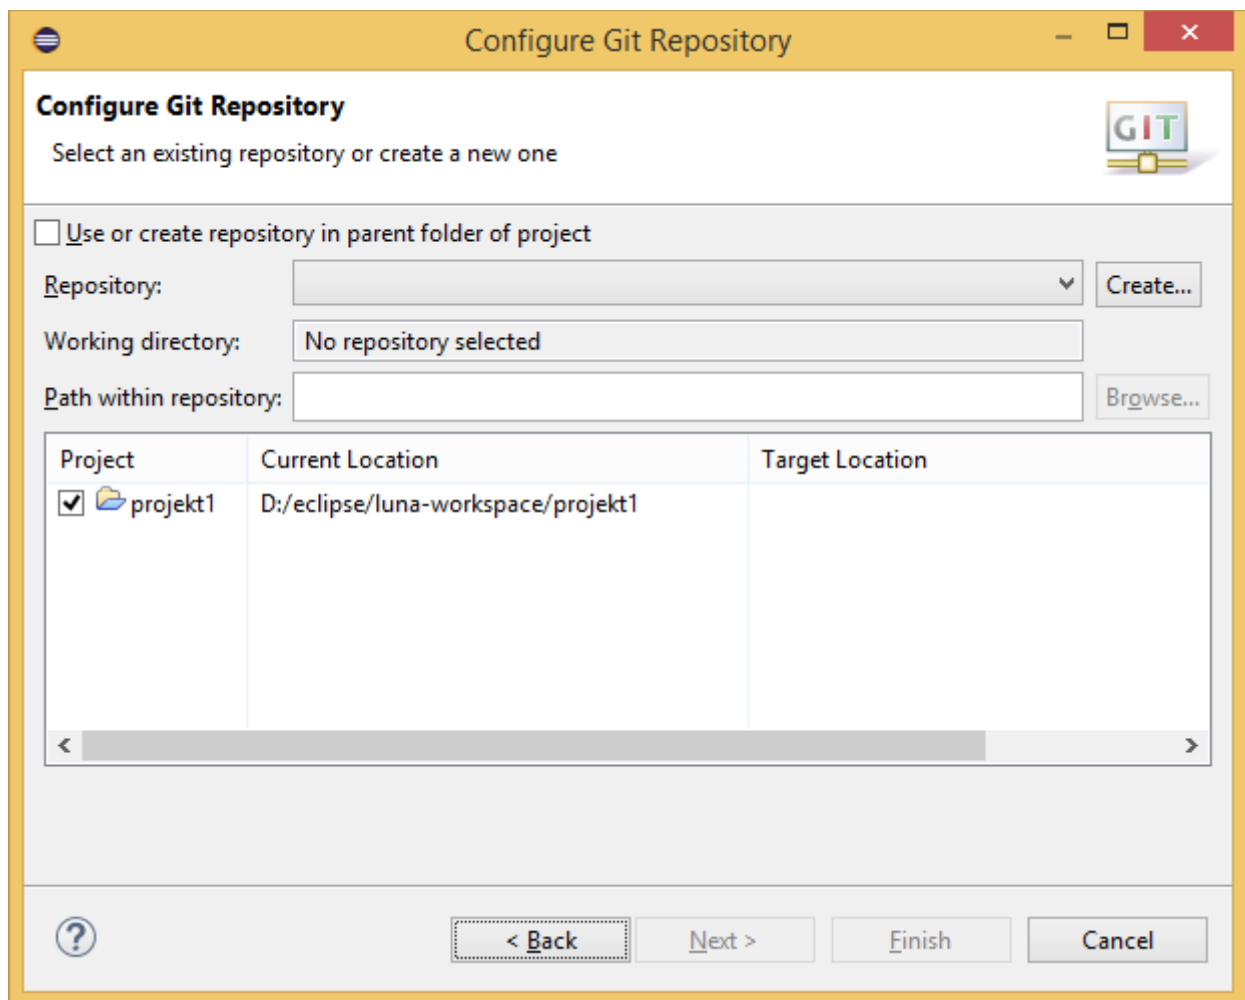 Configure Git Repository
Configure Git Repository
Select an existing repository or create a new one
GIT
Use or create repository in parent folder of project
Repository: Create...
Working directory: No repository selected
Path within repository: Browse...
Project Current Location Target Location
projekt1 D:/eclipse/luna-workspace/projekt1
< Back Next > Finish Cancel